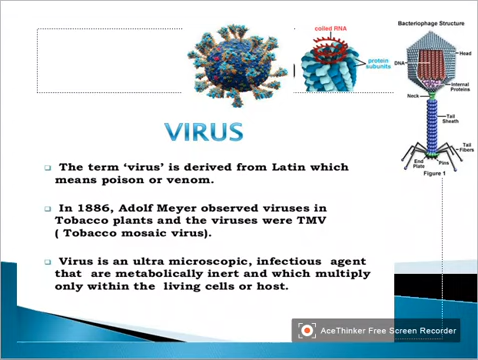 coiled RNA
protein
subunits
Bacteriophage Structure
Head
DNA
Internal
Proteins
Neck
Tail
Sheath
Tail
Fibers
End
Plate
Pins
Figure 1
VIRUS
The term ‘virus’ is derived from Latin which
means poison or venom.
In 1886, Adolf Meyer observed viruses in
Tobacco plants and the viruses were TMV
( Tobacco mosaic virus).
Virus is an ultra microscopic, infectious agent
that are metabolically inert and which multiply
only within the living cells or host.
AceThinker Free Screen Recorder